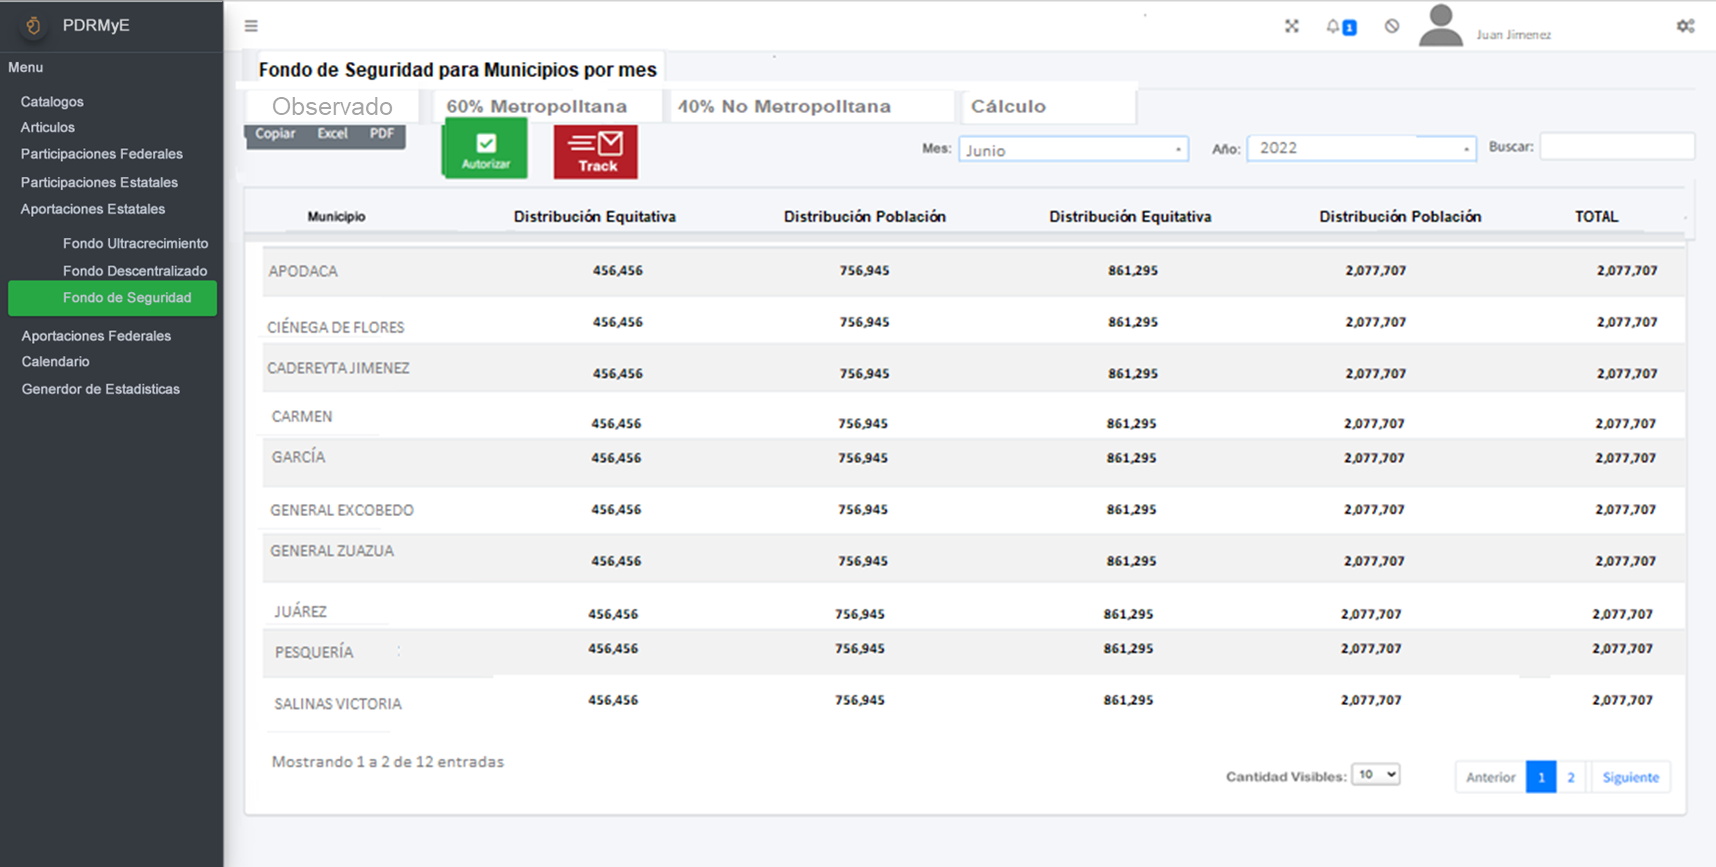 PDRMyE
1
Juan Jimenez
Menu
Catalogos
Articulos
Participaciones Federales
Participaciones Estatales
Aportaciones Estatales
Fondo Ultracrecimiento
Fondo Descentralizado
Fondo de Seguridad
Aportaciones Federales
Calendario
Generdor de Estadisticas
Fondo de Seguridad para Municipios por mes
Observado 60% Metropolltana 40% No Metropolltana Cálculo
Copiar Excel PDF
Autorizar
Track
Mes: Junio Año: 2022 Buscar:
Municipio Distribución Equitativa Distribución Población Distribución Equitativa Distribución Población TOTAL
APODACA 456,456 756,945 861,295 2,077,707 2,077,707
CIÉNEGA DE FLORES 456,456 756,945 861,295 2,077,707 2,077,707
CADEREYTA JIMENEZ 456,456 756,945 861,295 2,077,707 2,077,707
CARMEN 456,456 756,945 861,295 2,077,707 2,077,707
GARCÍA 456,456 756,945 861,295 2,077,707 2,077,707
GENERAL EXCOBEDO 456,456 756,945 861,295 2,077,707 2,077,707
GENERAL ZUAZUA 456,456 756,945 861,295 2,077,707 2,077,707
JUÁREZ 456,456 756,945 861,295 2,077,707 2,077,707
PESQUERÍA 456,456 756,945 861,295 2,077,707 2,077,707
SALINAS VICTORIA 456,456 756,945 861,295 2,077,707 2,077,707
Mostrando 1 a 2 de 12 entradas
Cantidad Visibles: 10 Anterior 1 2 Siguiente